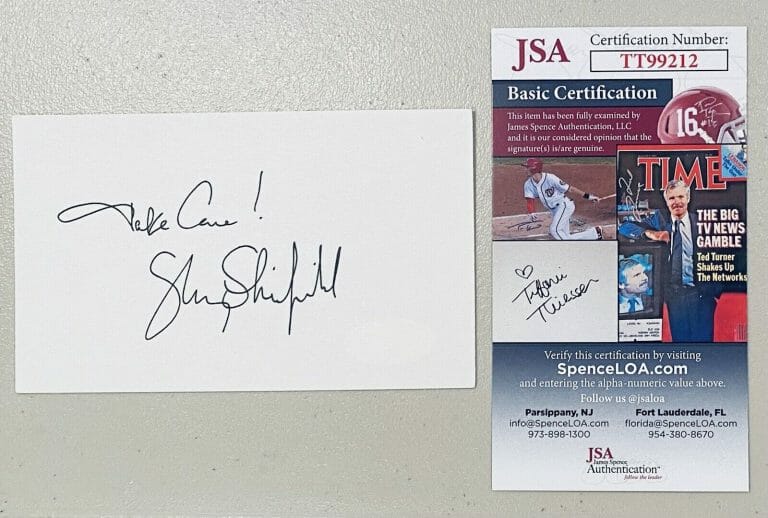 Take Care!
JSA
Certification Number:
TT99212
Basic Certification
This item has been fully examined by
James Spence Authentication, LLC
and it is our considered opinion that the
signature(s) is/are genuine.
16
TIME
THE BIG
TV NEWS
GAMBLE
Ted Turner
Shakes Up
The Networks
Tiffani
Thiessen
Verify this certification by visiting
SpenceLOA.com
and entering the alpha-numeric value above.
Follow us @jsaloa
Parsippany, NJ
info@SpenceLOA.com
973-898-1300
Fort Lauderdale, FL
florida@SpenceLOA.com
954-380-8670
JSA
James Spence
Authentication
follow the leader